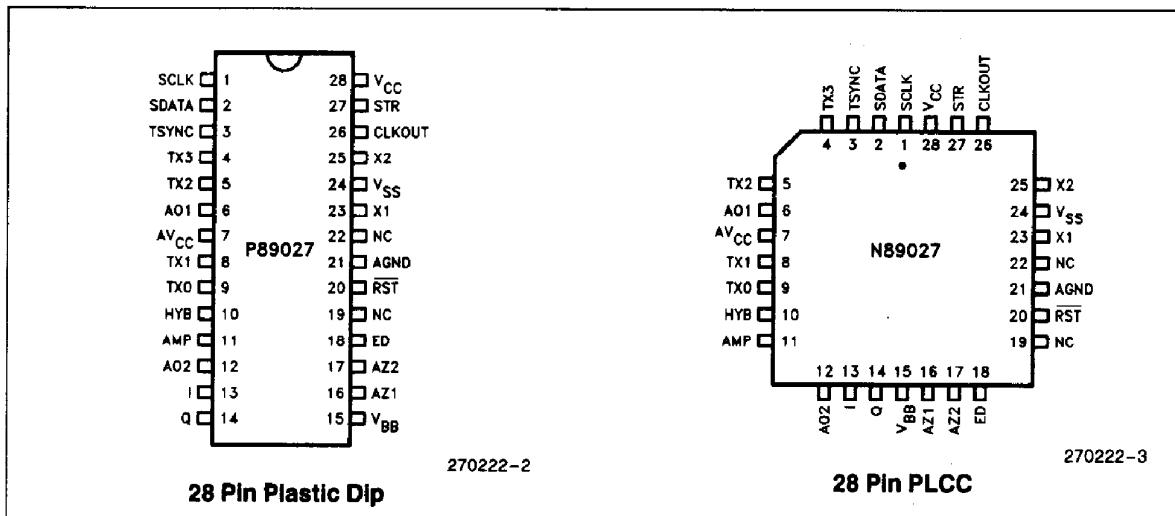 SCLK 1 28 VCC
SDATA 2 27 STR
TSYNC 3 26 CLKOUT
TX3 4 25 X2
TX2 5 24 VSS
AO1 6 23 X1
AVCC 7 22 NC
P89027
TX1 8 21 AGND
TX0 9 20 RST
HYB 10 19 NC
AMP 11 18 ED
AO2 12 17 AZ2
I 13 16 AZ1
Q 14 15 VBB
270222-2
28 Pin Plastic Dip
TX3 TSYNC SDATA SCLK VCC STR CLKOUT
4 3 2 1 28 27 26
TX2 5 25 X2
AO1 6 24 VSS
AVCC 7 23 X1
N89027
TX1 8 22 NC
TX0 9 21 AGND
HYB 10 20 RST
AMP 11 19 NC
12 13 14 15 16 17 18
AO2 I Q VBB AZ1 AZ2 ED
270222-3
28 Pin PLCC